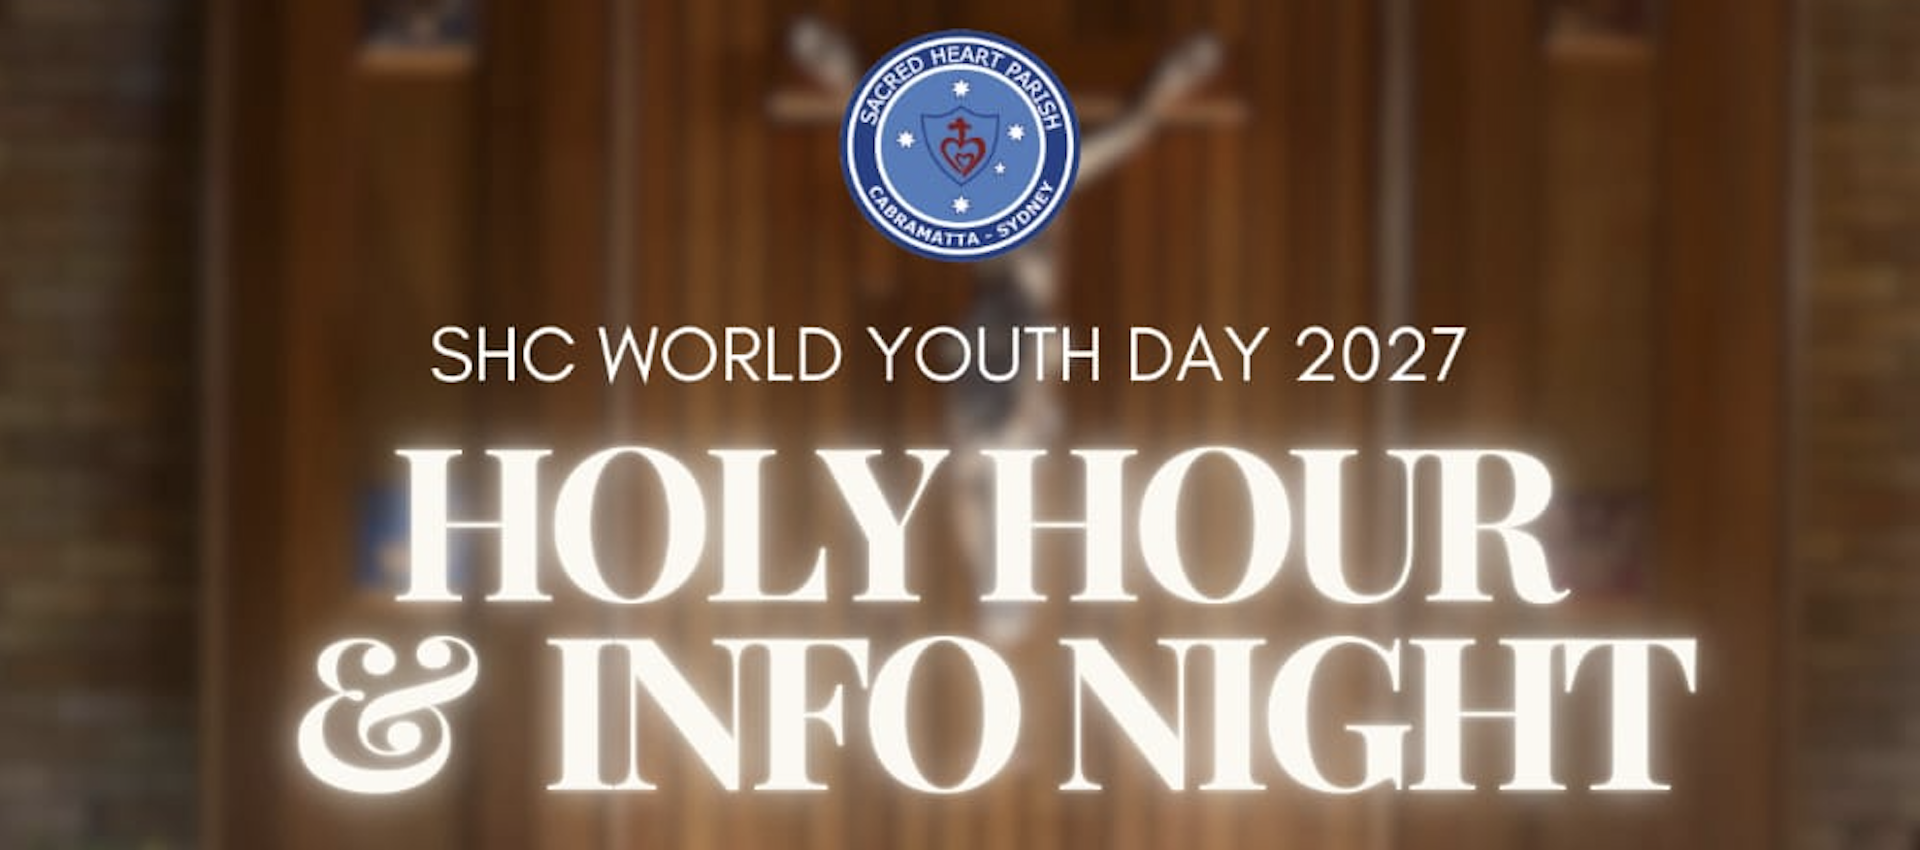 SACRED HEART PARISH
CABRAMATTA - SYDNEY
SHC WORLD YOUTH DAY 2027
HOLY HOUR
& INFO NIGHT